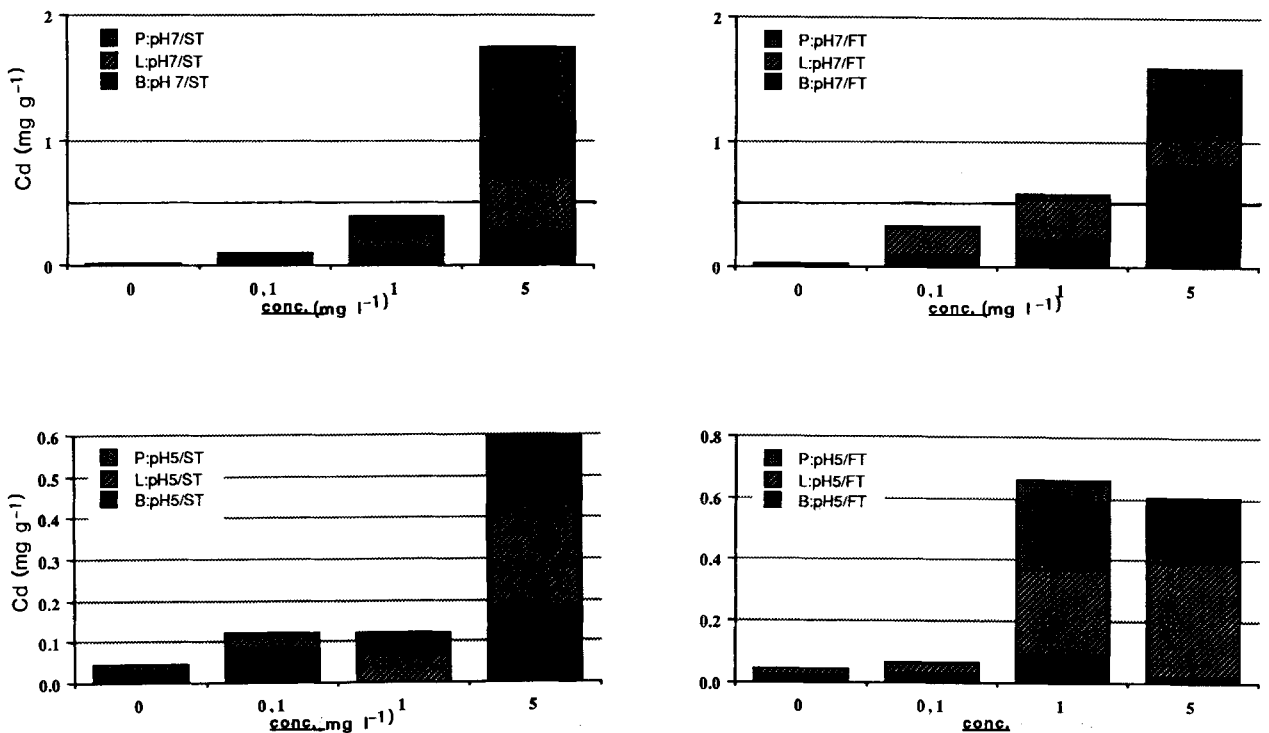 2
P:pH7/ST
L:pH7/ST
B:pH 7/ST
Cd (mg g⁻¹)
1
0
0 0,1 1 5
conc.(mg l⁻¹)
2
P:pH7/FT
L:pH7/FT
B:pH7/FT
1
0
0 0,1 1 5
conc.(mg l⁻¹)
0.6
P:pH5/ST
L:pH5/ST
B:pH5/ST
0.5
0.4
Cd (mg g⁻¹)
0.3
0.2
0.1
0.0
0 0,1 1 5
conc. mg l⁻¹)
0.8
P:pH5/FT
L:pH5/FT
B:pH5/FT
0.6
0.4
0.2
0.0
0 0,1 1 5
conc.